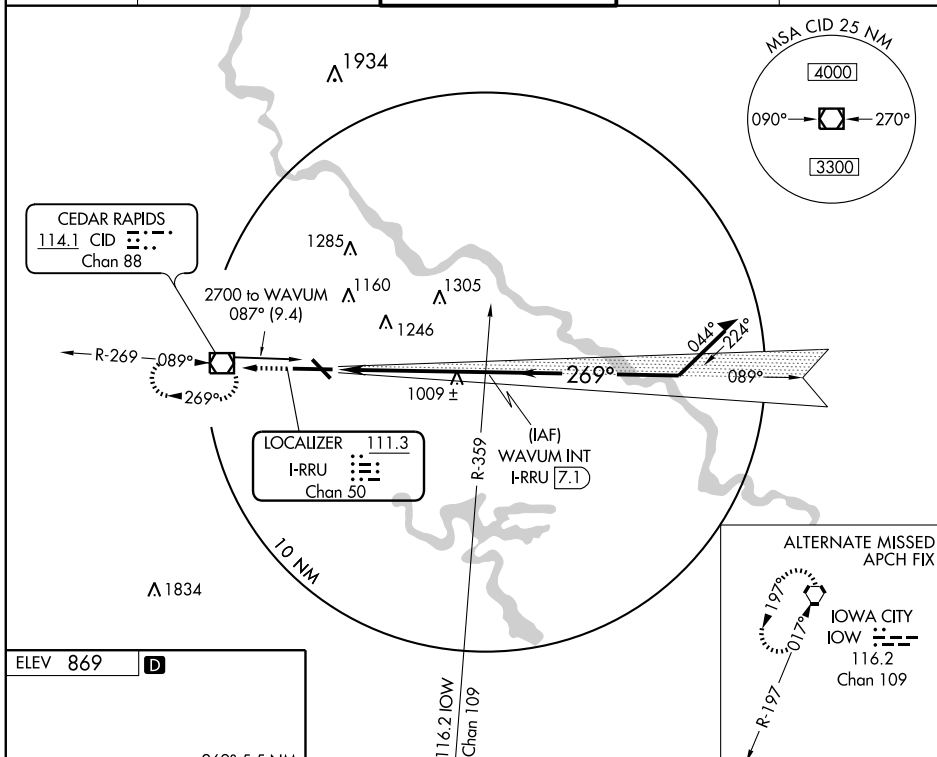 1934
MSA CID 25 NM
4000
090°
270°
3300
CEDAR RAPIDS
114.1 CID
Chan 88
1285
2700 to WAVUM
087° (9.4)
1160
1305
1246
R-269
089°
269°
269°
044°
224°
089°
1009 ±
LOCALIZER 111.3
I-RRU
Chan 50
R-359
(IAF)
WAVUM INT
I-RRU 7.1
10 NM
1834
ALTERNATE MISSED
APCH FIX
197°
017°
IOWA CITY
IOW
116.2
Chan 109
R-197
ELEV 869 D
116.2 IOW
Chan 109